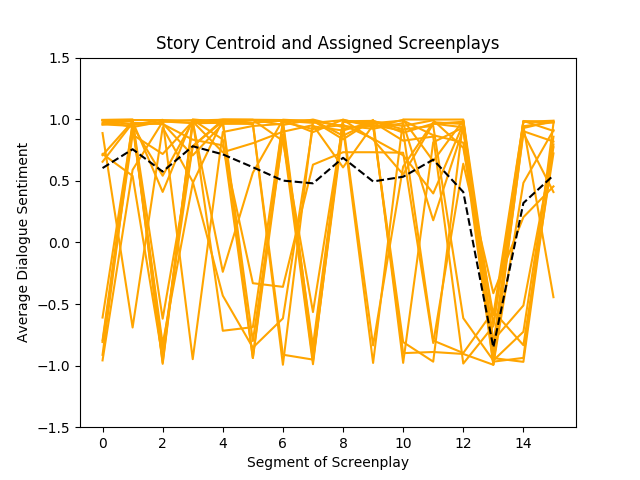 Story Centroid and Assigned Screenplays
Average Dialogue Sentiment
1.5
1.0
0.5
0.0
−0.5
−1.0
−1.5
0 2 4 6 8 10 12 14
Segment of Screenplay